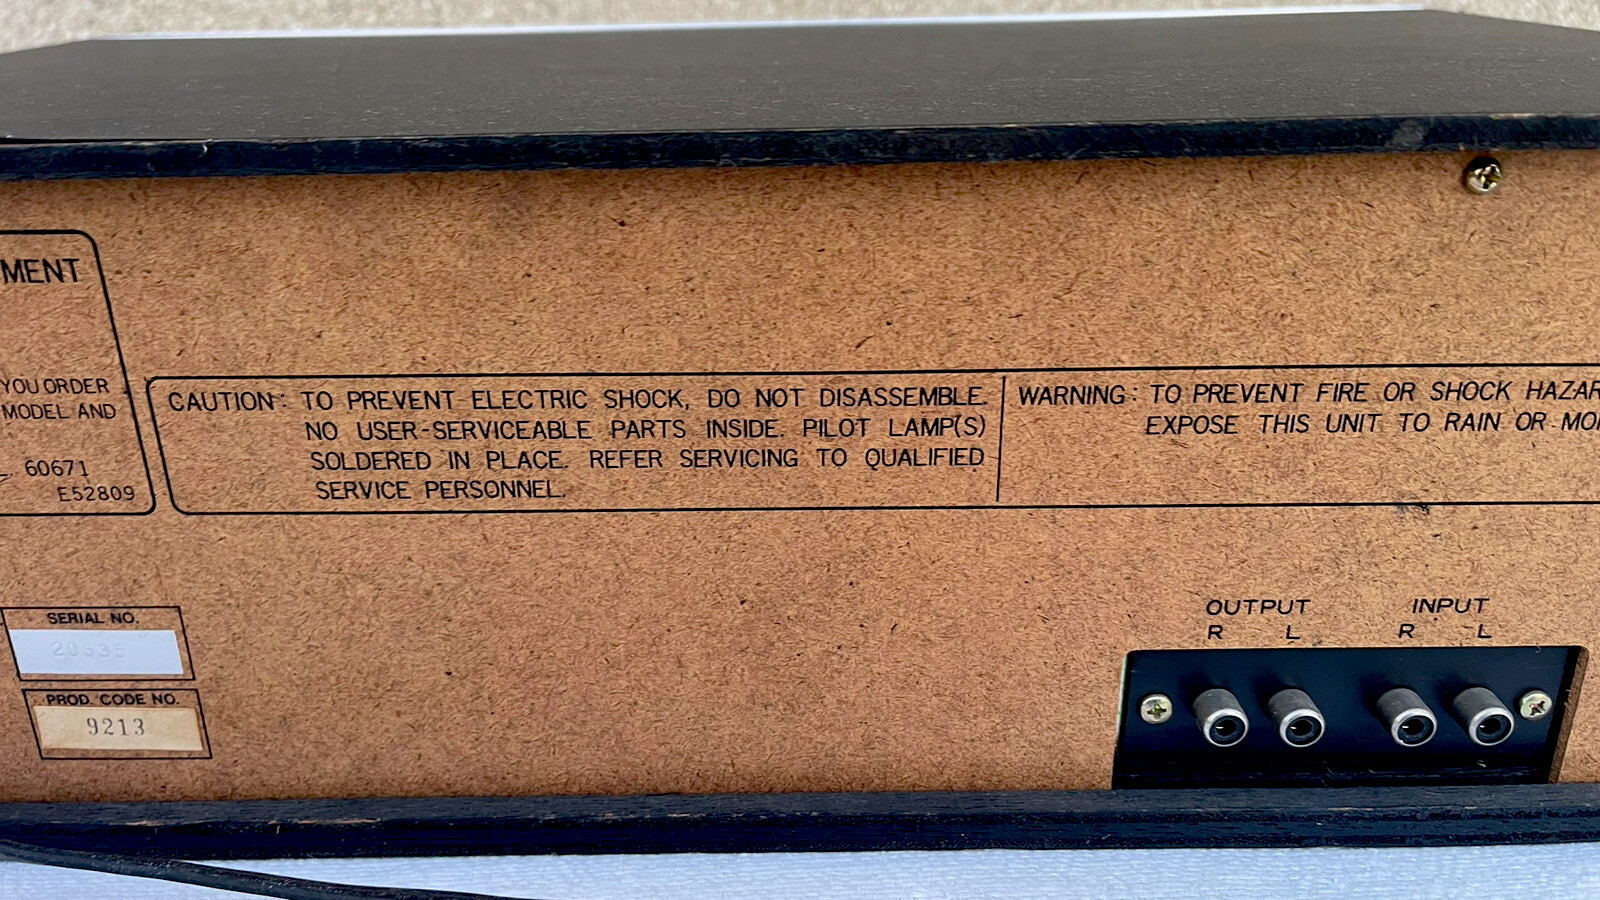 MENT
YOU ORDER
MODEL AND
60671
E52809
CAUTION: TO PREVENT ELECTRIC SHOCK, DO NOT DISASSEMBLE.
NO USER-SERVICEABLE PARTS INSIDE. PILOT LAMP(S)
SOLDERED IN PLACE. REFER SERVICING TO QUALIFIED
SERVICE PERSONNEL.
WARNING: TO PREVENT FIRE OR SHOCK HAZAR
EXPOSE THIS UNIT TO RAIN OR MOI
SERIAL NO.
PROD. CODE NO.
9213
OUTPUT INPUT
R L R L